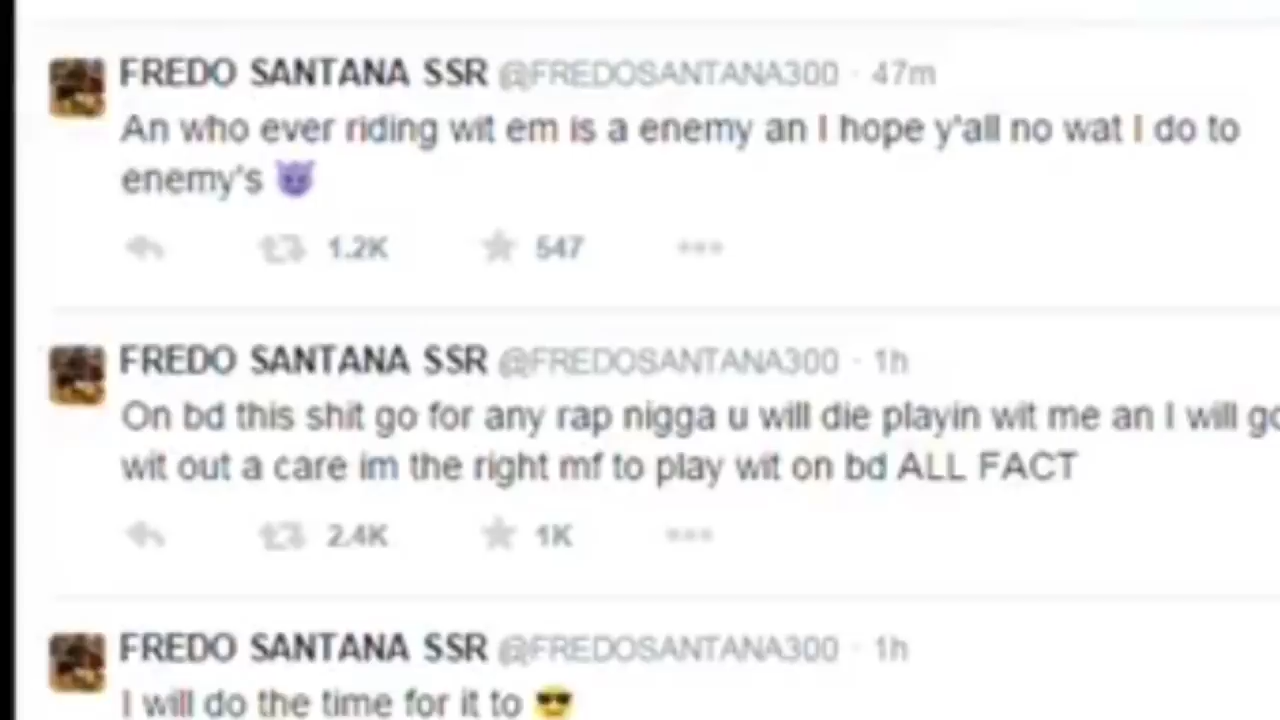 FREDO SANTANA SSR @FREDOSANTANA300 · 47m
An who ever riding wit em is a enemy an I hope y'all no wat I do to
enemy's 😈
1.2K 547
FREDO SANTANA SSR @FREDOSANTANA300 · 1h
On bd this shit go for any rap nigga u will die playin wit me an I will go
wit out a care im the right mf to play wit on bd ALL FACT
2.4K 1K
FREDO SANTANA SSR @FREDOSANTANA300 · 1h
I will do the time for it to 😎